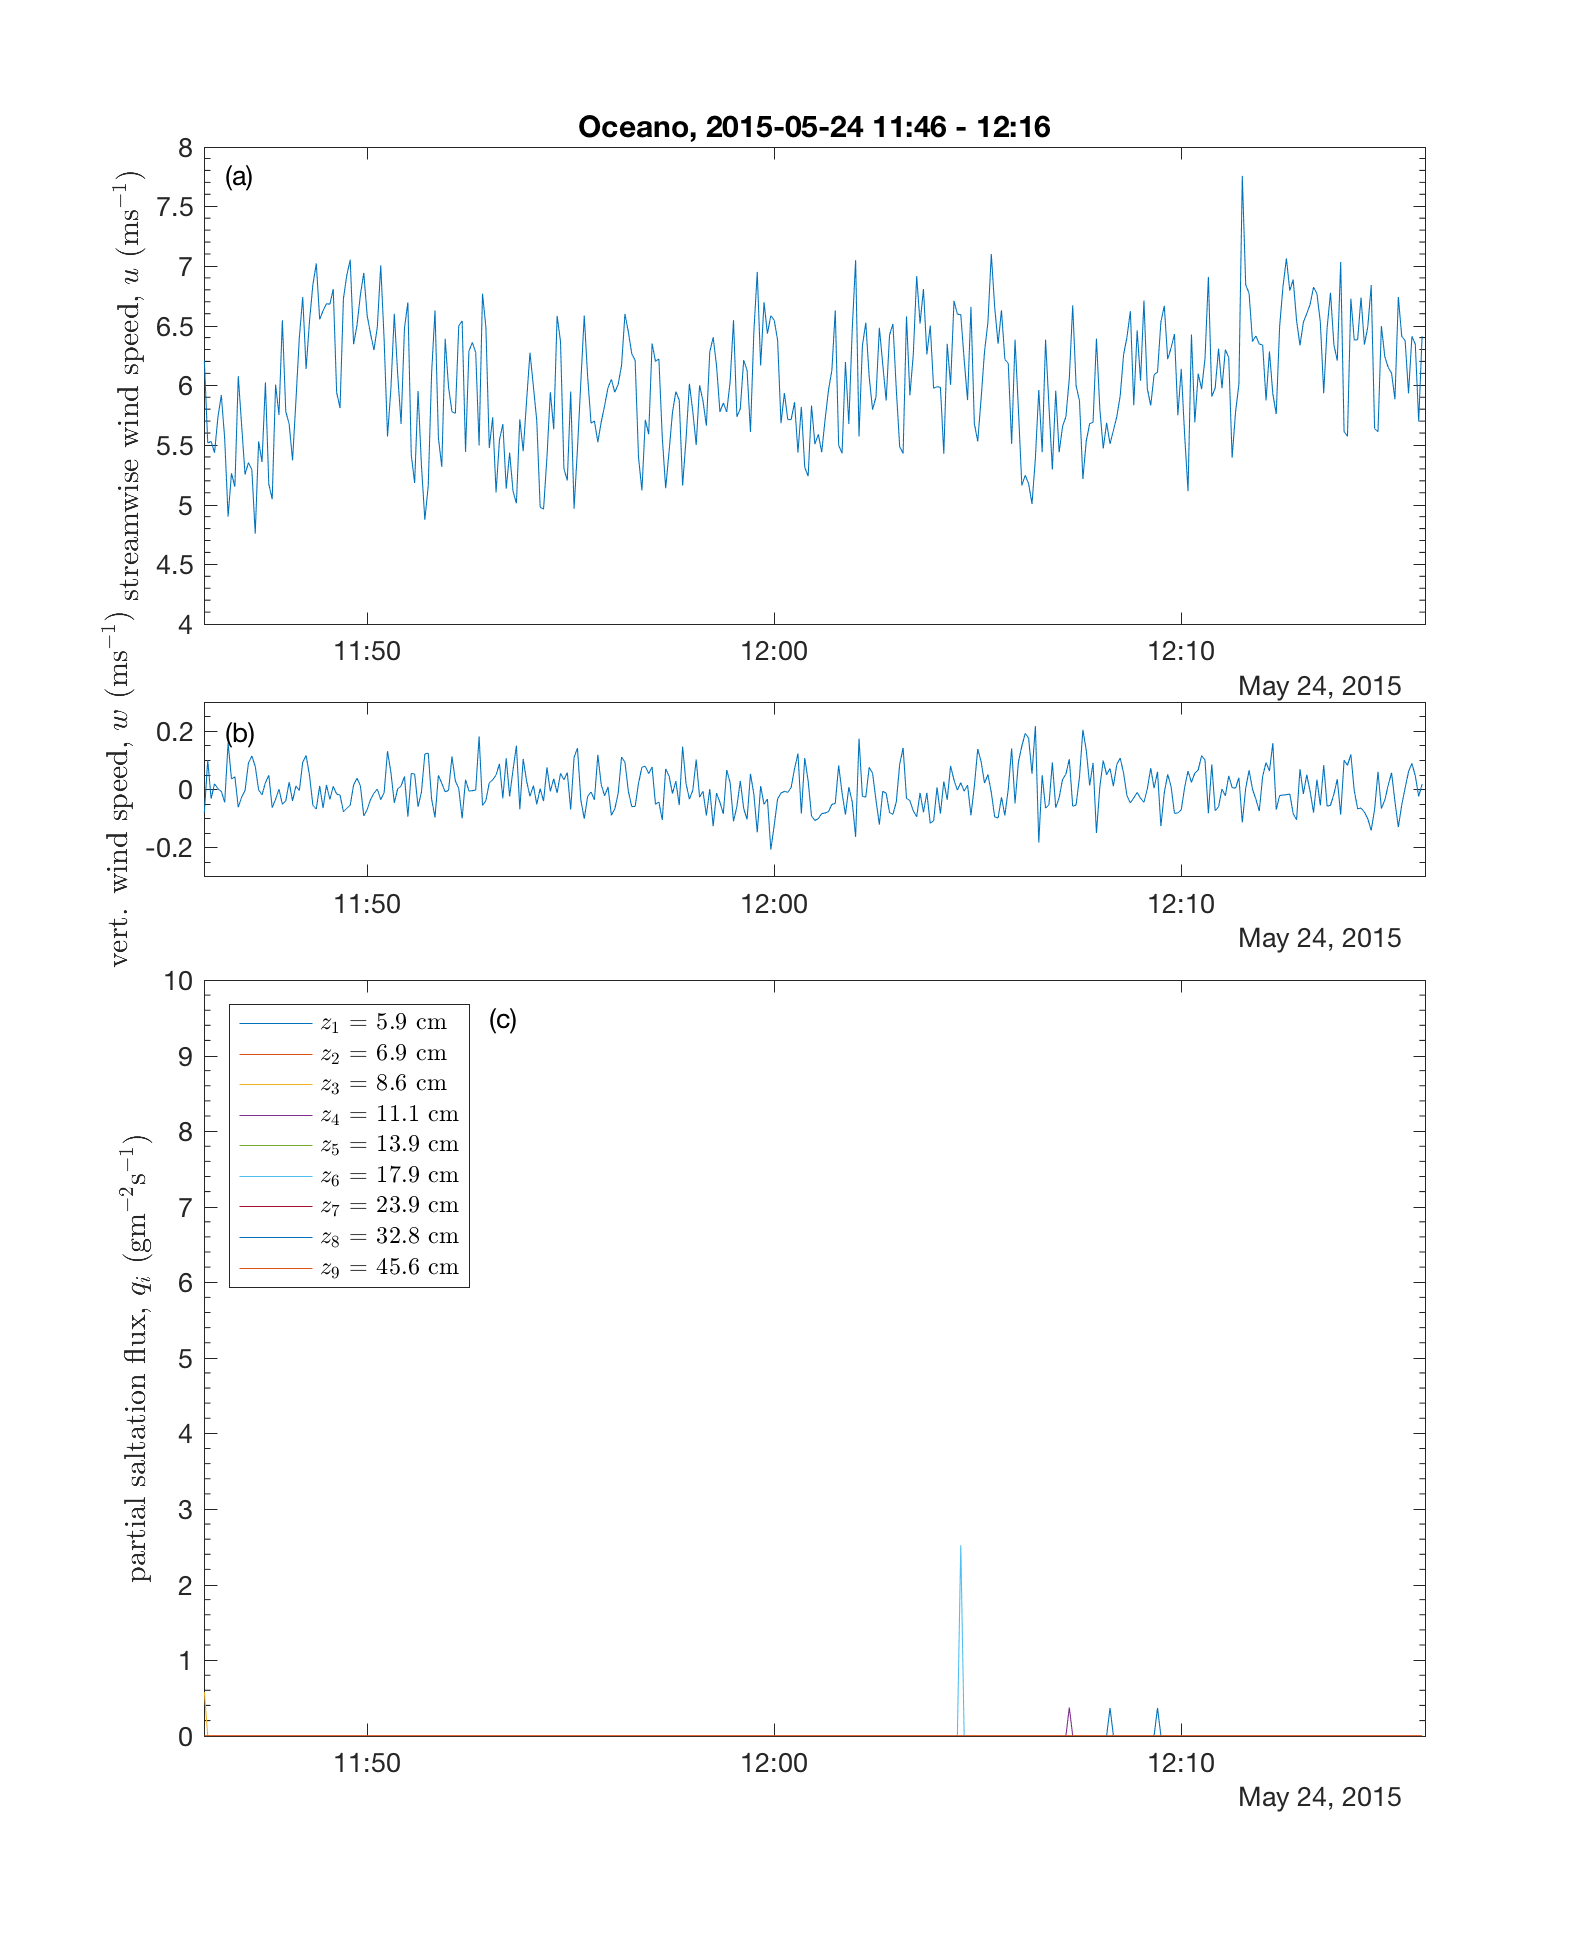 Oceano, 2015-05-24 11:46 - 12:16
(a)
streamwise wind speed, u (ms⁻¹)
8
7.5
7
6.5
6
5.5
5
4.5
4
11:50 12:00 12:10
May 24, 2015
(b)
vert. wind speed, w (ms⁻¹)
0.2
0
-0.2
11:50 12:00 12:10
May 24, 2015
(c)
partial saltation flux, qᵢ (gm⁻²s⁻¹)
10
9
8
7
6
5
4
3
2
1
0
z₁ = 5.9 cm
z₂ = 6.9 cm
z₃ = 8.6 cm
z₄ = 11.1 cm
z₅ = 13.9 cm
z₆ = 17.9 cm
z₇ = 23.9 cm
z₈ = 32.8 cm
z₉ = 45.6 cm
11:50 12:00 12:10
May 24, 2015